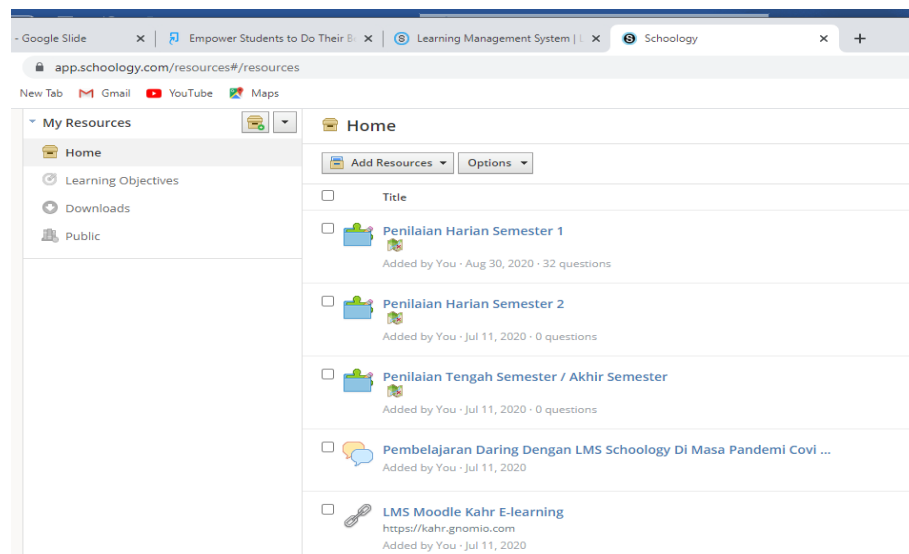 - Google Slide
Empower Students to Do Their B
Learning Management System | L
Schoology
app.schoology.com/resources#/resources
New Tab Gmail YouTube Maps
My Resources
Home
Learning Objectives
Downloads
Public
Home
Add Resources Options
Title
Penilaian Harian Semester 1
Added by You · Aug 30, 2020 · 32 questions
Penilaian Harian Semester 2
Added by You · Jul 11, 2020 · 0 questions
Penilaian Tengah Semester / Akhir Semester
Added by You · Jul 11, 2020 · 0 questions
Pembelajaran Daring Dengan LMS Schoology Di Masa Pandemi Covi ...
Added by You · Jul 11, 2020
LMS Moodle Kahr E-learning
https://kahr.gnomio.com
Added by You · Jul 11, 2020